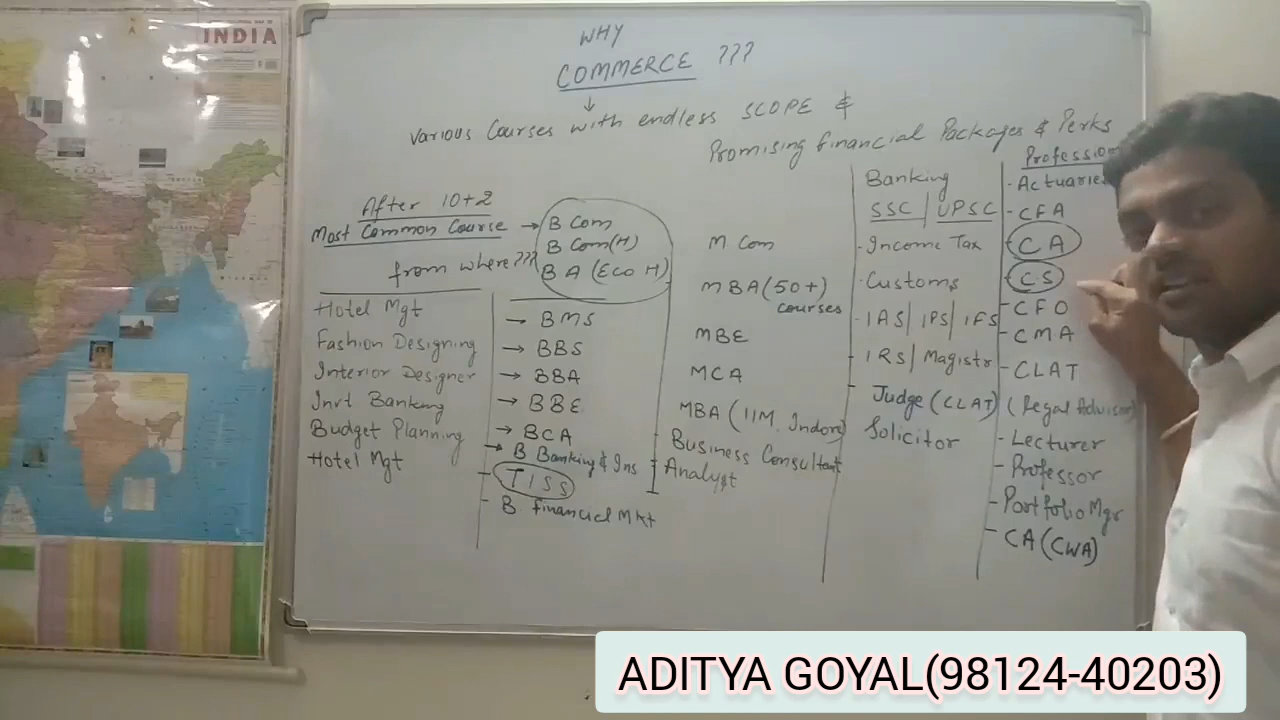 INDIA
WHY
COMMERCE ???
Various Courses with endless SCOPE &
Promising financial Packages & Perks
After 10+2
Most Common Course → B Com
B Com(H)
B A (ECO H)
from where???
Hotel Mgt
Fashion Designing
Interior Designer
Invt Banking
Budget Planning
Hotel Mgt
→ BMS
→ BBS
→ BBA
→ BBE
→ BCA
→ B Banking & Ins
- TISS
- B. financial Mkt
M Com
MBA (50+)
courses
MBE
MCA
MBA (IIM, Indore)
Business Consultant
Analyst
Banking
SSC | UPSC
- Income Tax
- Customs
- IAS| IPS| IFS
- IRS| Magistr
- Judge (CLAT)
Solicitor
Profession
- Actuaries
- CFA
- CA
- CS
- CFO
- CMA
- CLAT
(Legal Advisor)
- Lecturer
- Professor
- Portfolio Mgr
- CA (CWA)
ADITYA GOYAL(98124-40203)